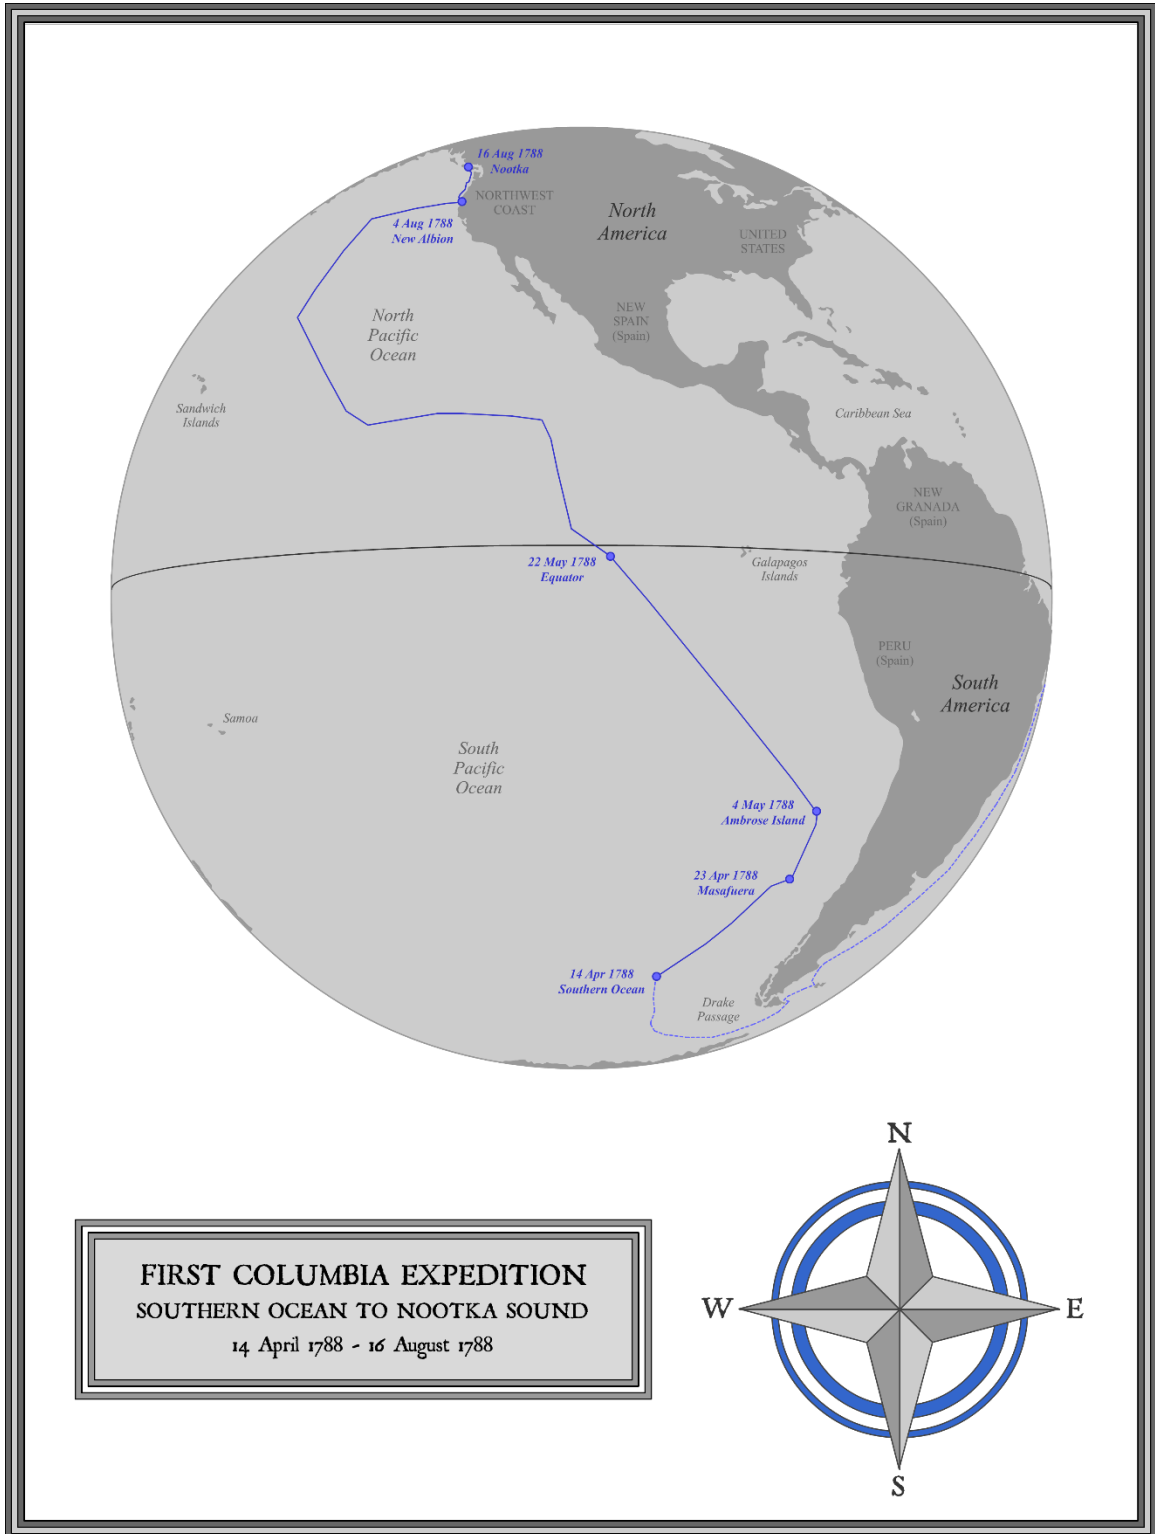 16 Aug 1788
Nootka
NORTHWEST
COAST
4 Aug 1788
New Albion
North
America
UNITED
STATES
NEW
SPAIN
(Spain)
North
Pacific
Ocean
Sandwich
Islands
Caribbean Sea
NEW
GRANADA
(Spain)
22 May 1788
Equator
Galapagos
Islands
PERU
(Spain)
South
America
Samoa
South
Pacific
Ocean
4 May 1788
Ambrose Island
23 Apr 1788
Masafuera
14 Apr 1788
Southern Ocean
Drake
Passage
N
W
E
S
FIRST COLUMBIA EXPEDITION
SOUTHERN OCEAN TO NOOTKA SOUND
14 April 1788 - 16 August 1788